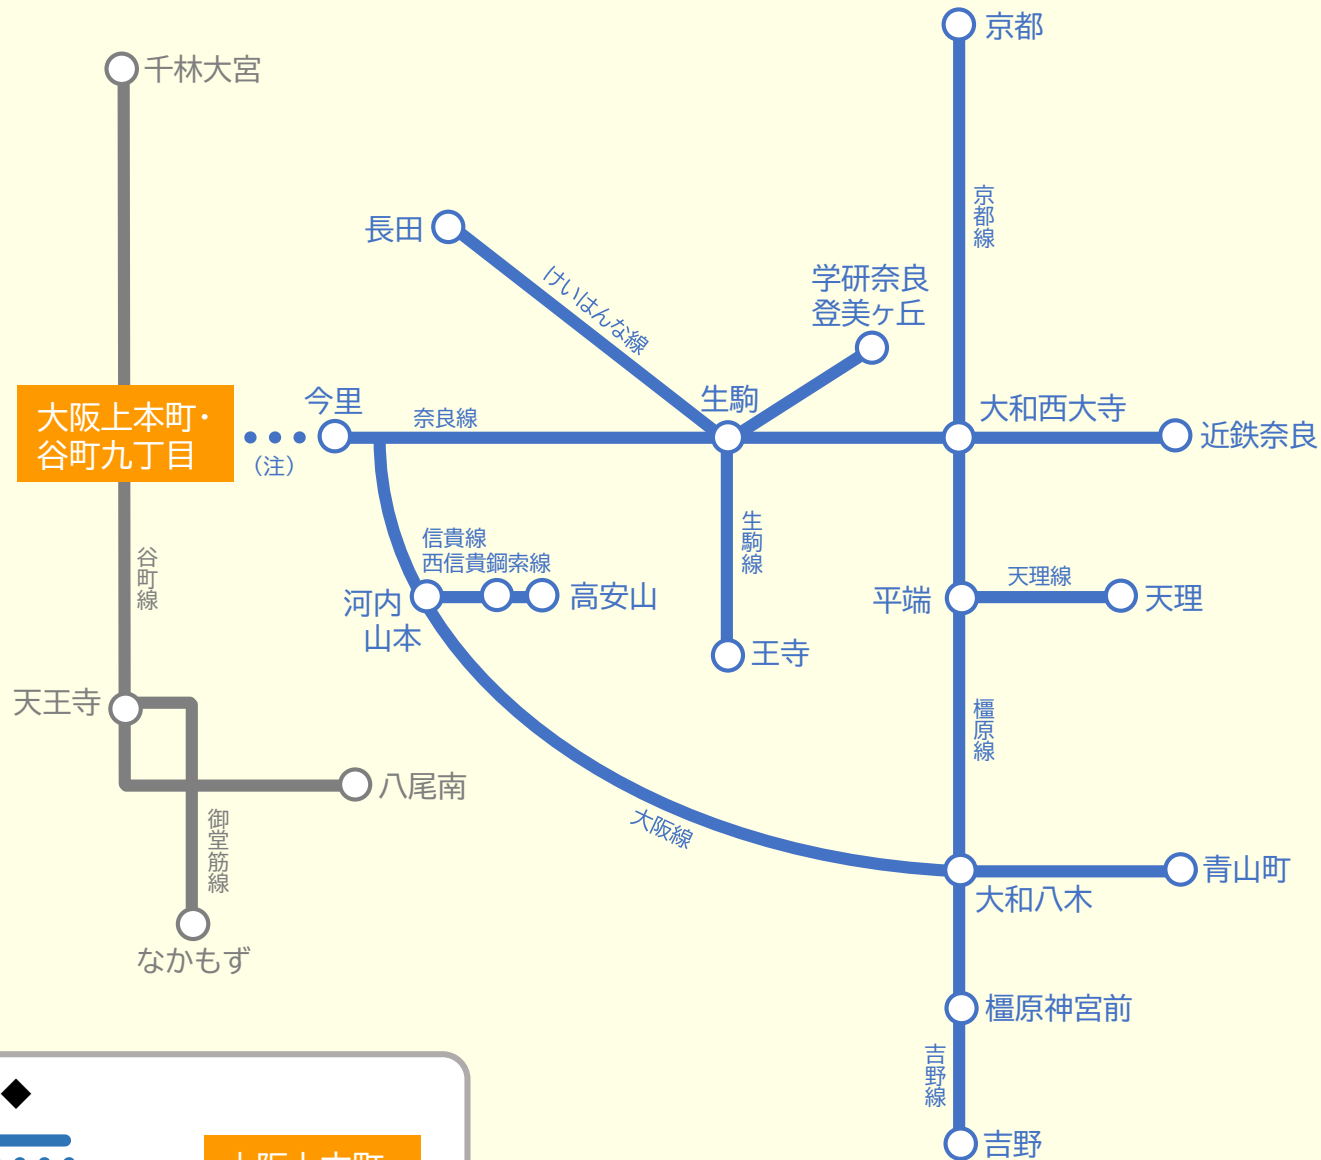 京都
千林大宮
京都線
長田
けいはんな線
学研奈良
登美ヶ丘
今里
奈良線
生駒
大和西大寺
近鉄奈良
大阪上本町・
谷町九丁目
（注）
谷町線
信貴線
西信貴鋼索線
生駒線
河内
山本
高安山
平端
天理線
天理
王寺
天王寺
橿原線
八尾南
御堂筋線
大阪線
青山町
大和八木
なかもず
橿原神宮前
吉野線
吉野
◆